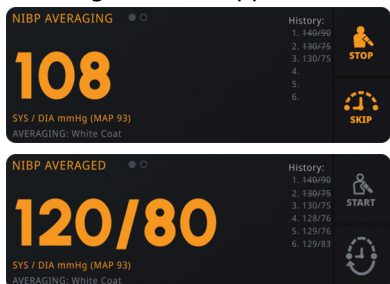 NIBP AVERAGING
108
SYS / DIA mmHg (MAP 93)
AVERAGING: White Coat
History:
1. 140/90
2. 130/75
3. 130/75
4.
5.
6.
STOP
SKIP
NIBP AVERAGED
120/80
SYS / DIA mmHg (MAP 93)
AVERAGING: White Coat
History:
1. 140/90
2. 130/75
3. 130/75
4. 128/76
5. 129/76
6. 129/83
START